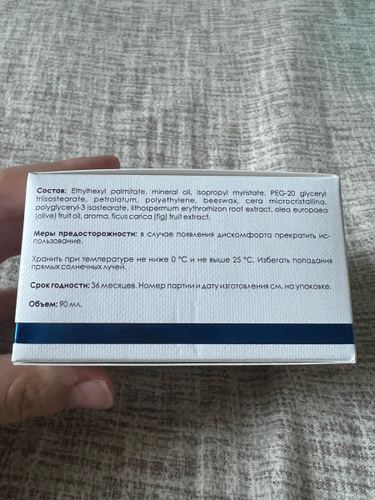 Состав: Ethylhexyl palmitate, mineral oil, isopropyl myristate, PEG-20 glyceryl
triisostearate, petrolatum, polyethylene, beeswax, cera microcristallina,
polyglyceryl-3 isostearate, lithospermum erythrorhizon root extract, olea europaea
(olive) fruit oil, aroma, ficus carica (fig) fruit extract.
Меры предосторожности: в случае появления дискомфорта прекратить ис-
пользование.
Хранить при температуре не ниже 0 °C и не выше 25 °C. Избегать попадания
прямых солнечных лучей.
Срок годности: 36 месяцев. Номер партии и дату изготовления см. на упаковке.
Объем: 90 мл.